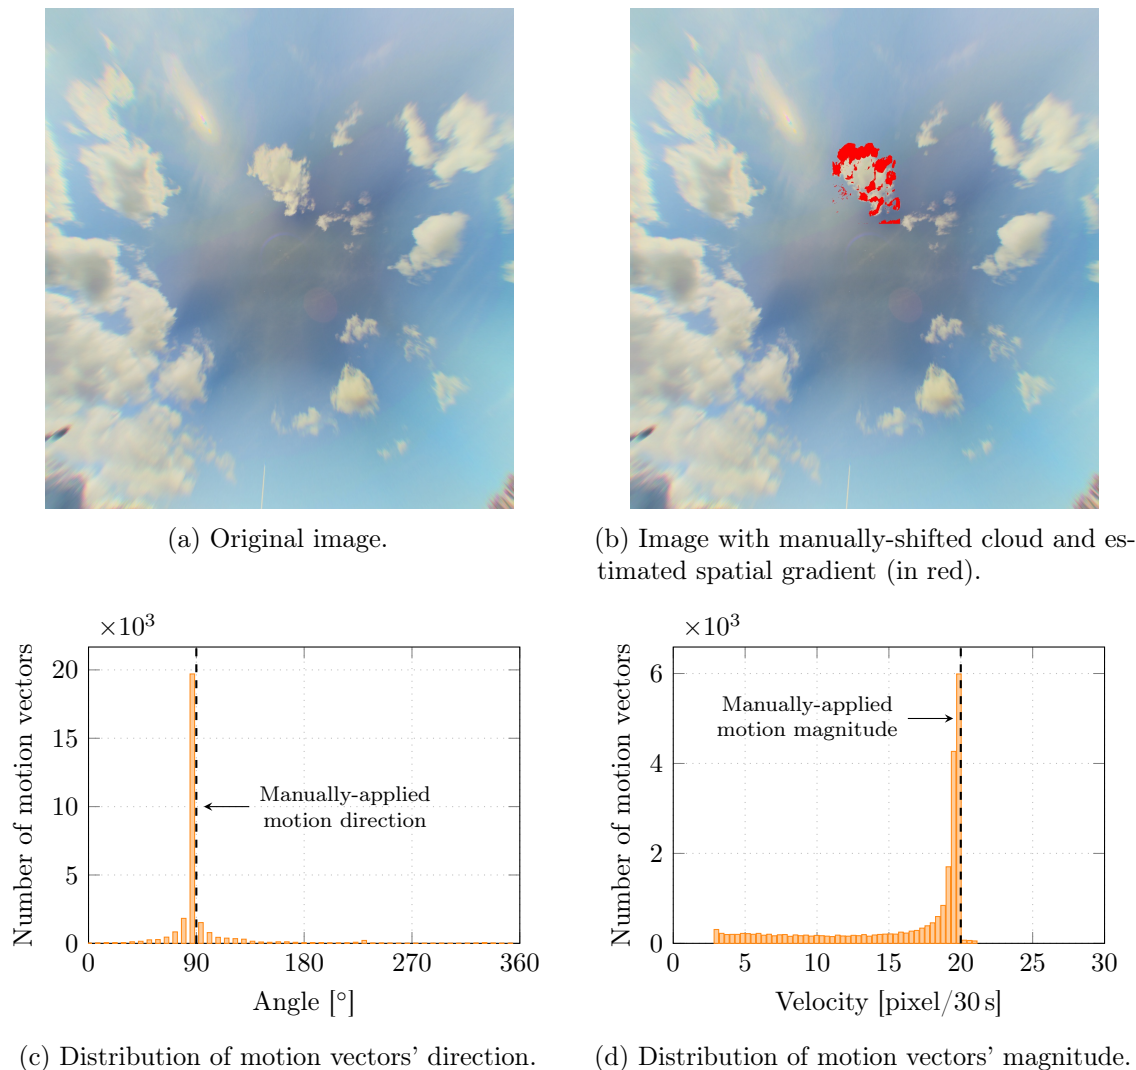 (a) Original image.
(b) Image with manually-shifted cloud and es-
timated spatial gradient (in red).
×10³
Number of motion vectors
20
15
10
5
0
Manually-applied
motion direction
0 90 180 270 360
Angle [°]
(c) Distribution of motion vectors' direction.
×10³
Number of motion vectors
6
4
2
0
Manually-applied
motion magnitude
0 5 10 15 20 25 30
Velocity [pixel/30 s]
(d) Distribution of motion vectors' magnitude.